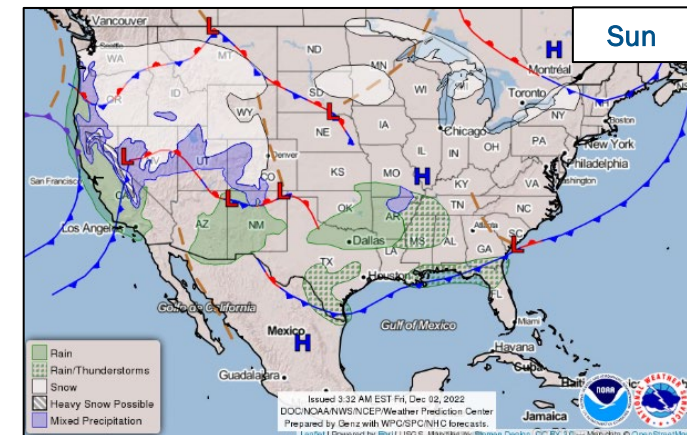 Sun
Vancouver
Seattle
WA
MT
ND
MN
Montréal
H
L
OR
ID
SD
WI
MI
Toronto
WY
NE
IA
Chicago
NY
Boston
New York
PA
Philadelphia
NV
UT
Denver
CO
KS
MO
IL
IN
OH
San Francisco
CA
AZ
NM
OK
AR
KY
VA
Washington
TN
NC
Los Angeles
Dallas
LA
MS
AL
Atlanta
GA
SC
TX
Houston
FL
Golfo de California
Gulf of Mexico
Mexico
Miami
Havana
Cuba
Guadalajara
Jamaica
Rain
Rain/Thunderstorms
Snow
Heavy Snow Possible
Mixed Precipitation
Issued 3:32 AM EST Fri, Dec 02, 2022
DOC/NOAA/NWS/NCEP/Weather Prediction Center
Prepared by Genz with WPC/SPC/NHC forecasts.
NOAA